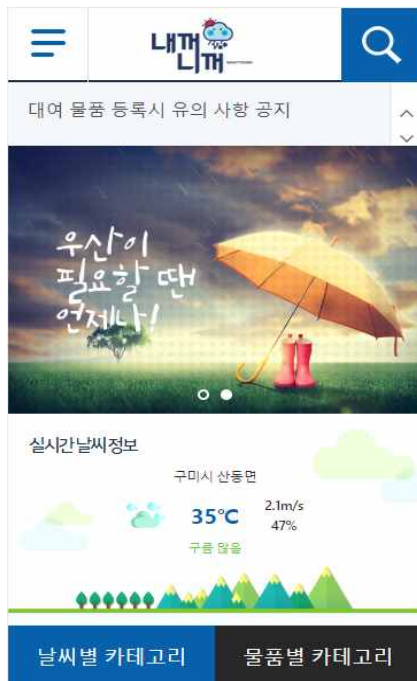 내꺼
니꺼
대여 물품 등록시 유의 사항 공지
우산이
필요할 땐
언제나!
실시간날씨정보
구미시 산동면
35℃
2.1m/s
47%
구름 많음
날씨별 카테고리
물품별 카테고리